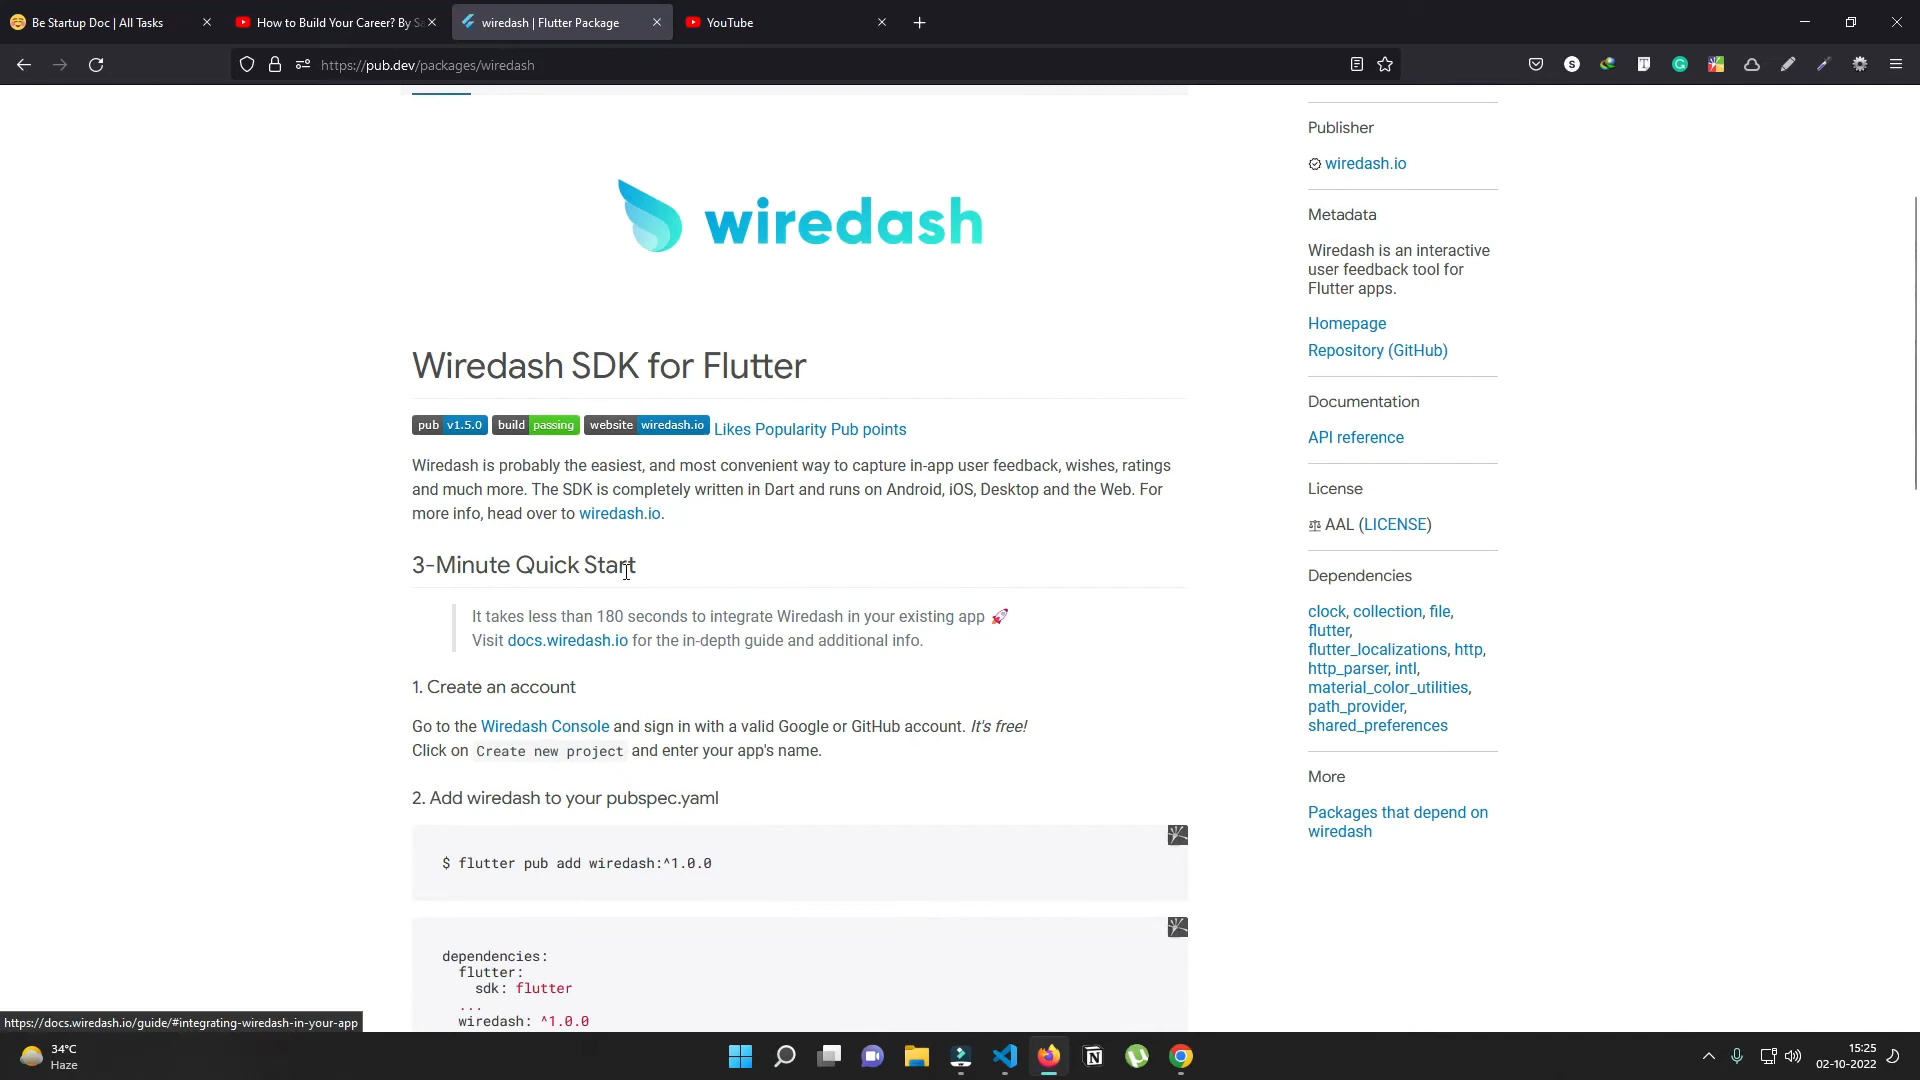 Be Startup Doc | All Tasks
How to Build Your Career? By Sa
wiredash | Flutter Package
YouTube
https://pub.dev/packages/wiredash
wiredash
Wiredash SDK for Flutter
pub v1.5.0 build passing website wiredash.io Likes Popularity Pub points
Wiredash is probably the easiest, and most convenient way to capture in-app user feedback, wishes, ratings
and much more. The SDK is completely written in Dart and runs on Android, iOS, Desktop and the Web. For
more info, head over to wiredash.io.
3-Minute Quick Start
It takes less than 180 seconds to integrate Wiredash in your existing app 🚀
Visit docs.wiredash.io for the in-depth guide and additional info.
1. Create an account
Go to the Wiredash Console and sign in with a valid Google or GitHub account. It's free!
Click on Create new project and enter your app's name.
2. Add wiredash to your pubspec.yaml
$ flutter pub add wiredash:^1.0.0
dependencies:
flutter:
sdk: flutter
...
wiredash: ^1.0.0
Publisher
wiredash.io
Metadata
Wiredash is an interactive
user feedback tool for
Flutter apps.
Homepage
Repository (GitHub)
Documentation
API reference
License
AAL (LICENSE)
Dependencies
clock, collection, file,
flutter,
flutter_localizations, http,
http_parser, intl,
material_color_utilities,
path_provider,
shared_preferences
More
Packages that depend on
wiredash
https://docs.wiredash.io/guide/#integrating-wiredash-in-your-app
34°C
Haze
15:25
02-10-2022